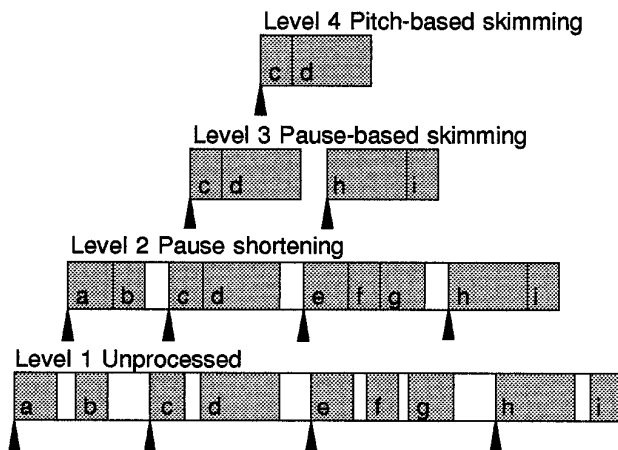 Level 4 Pitch-based skimming
c d
Level 3 Pause-based skimming
c d h i
Level 2 Pause shortening
a b c d e f g h i
Level 1 Unprocessed
a b c d e f g h i